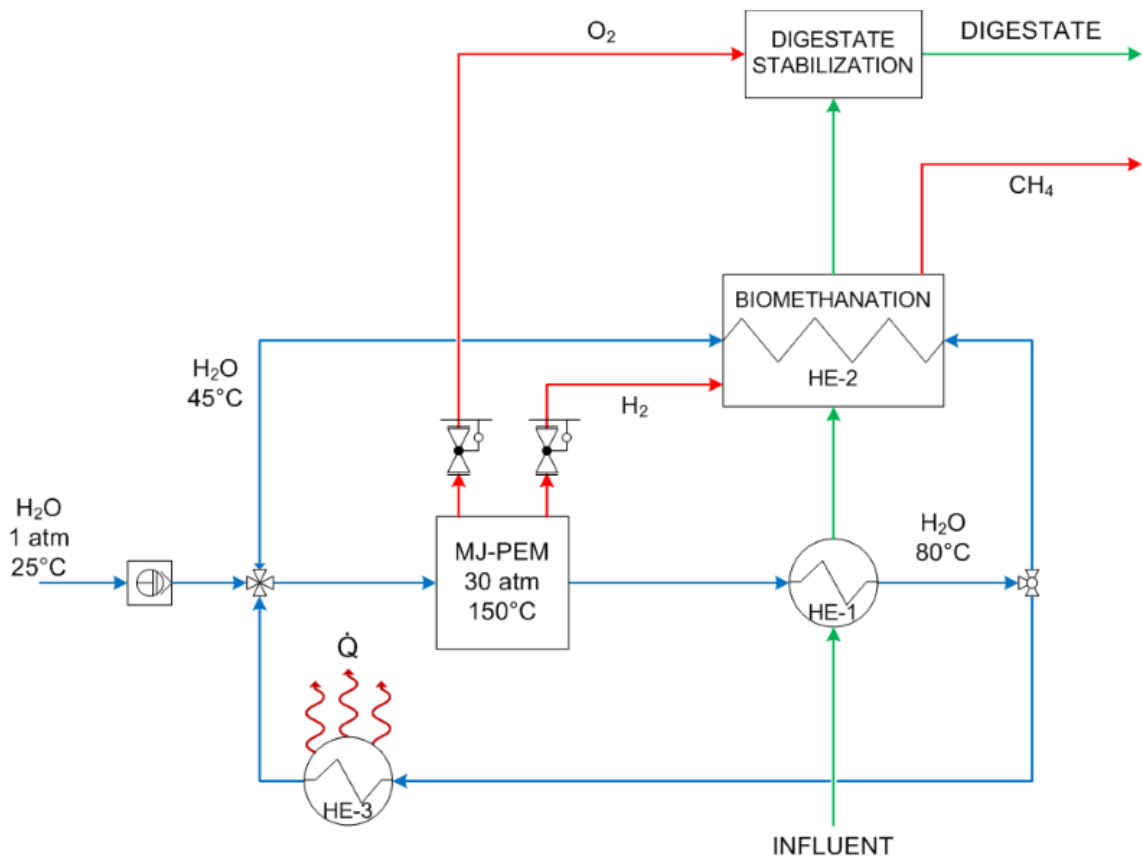 O₂
DIGESTATE
STABILIZATION
DIGESTATE
CH₄
BIOMETHANATION
HE-2
H₂O
45°C
H₂
H₂O
1 atm
25°C
MJ-PEM
30 atm
150°C
HE-1
H₂O
80°C
Q̇
HE-3
INFLUENT